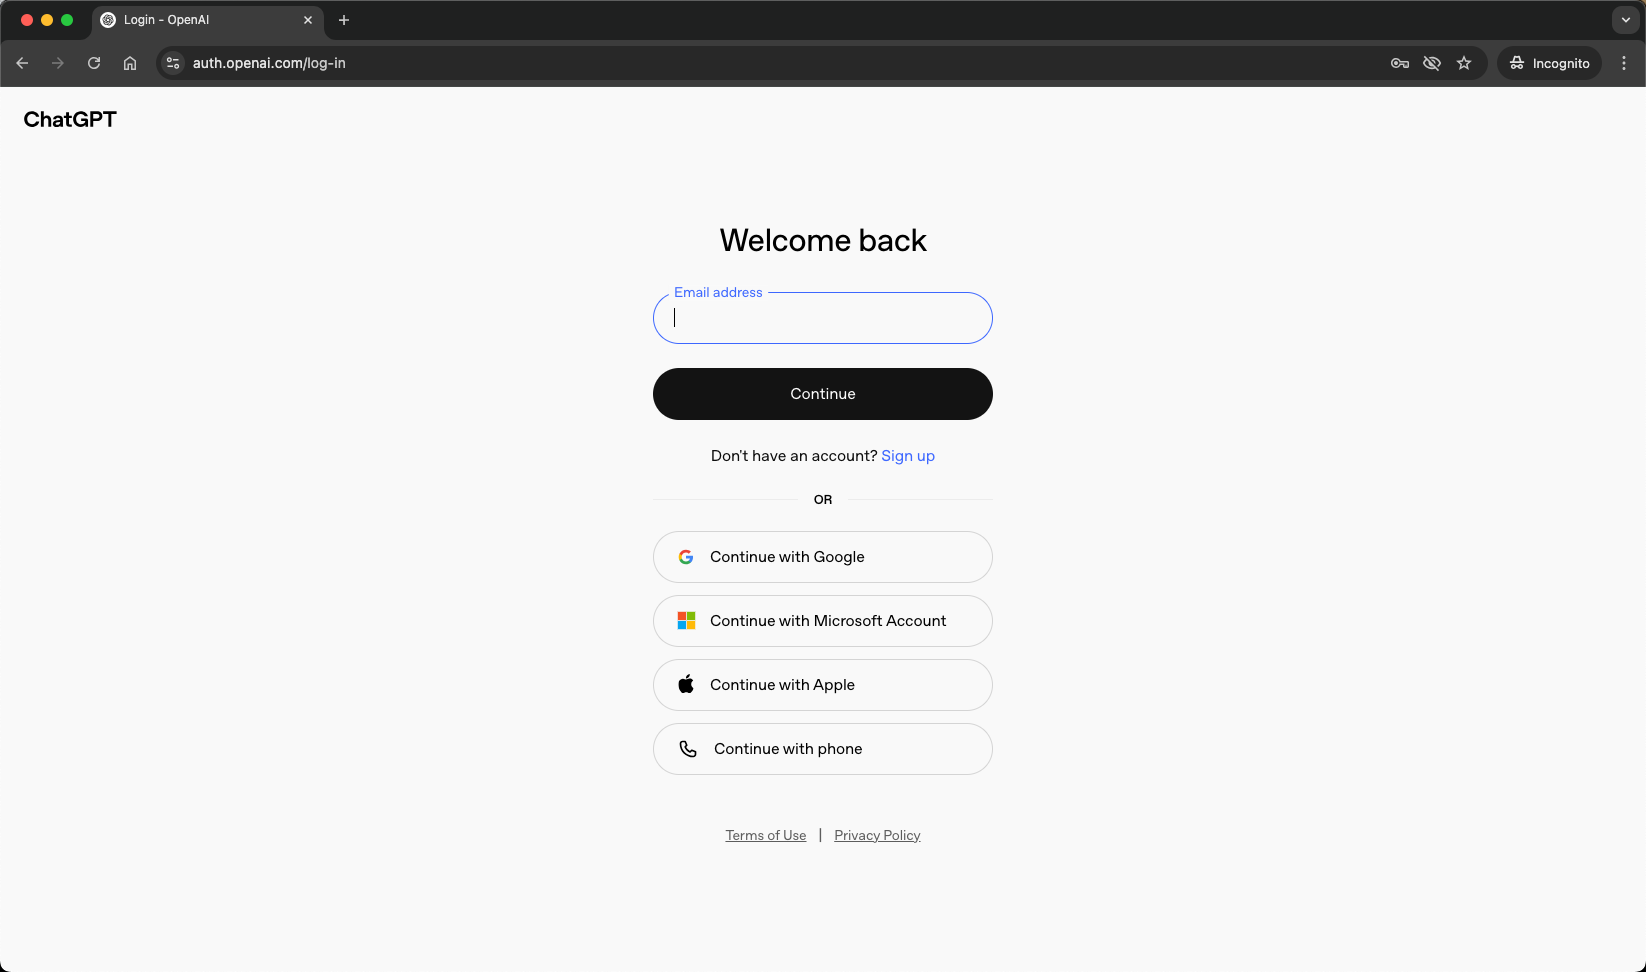 Login - OpenAI
auth.openai.com/log-in
Incognito
ChatGPT
Welcome back
Email address
Continue
Don't have an account? Sign up
OR
Continue with Google
Continue with Microsoft Account
Continue with Apple
Continue with phone
Terms of Use | Privacy Policy